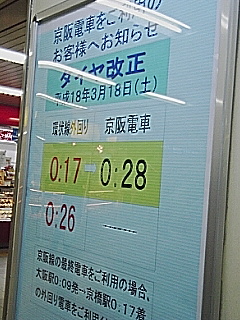 京阪電車をご利用の
お客様へお知らせ
ダイヤ改正
平成18年3月18日(土)
環状線外回り 京阪電車
0:17 0:28
0:26
京阪線の最終電車をご利用の場合、
大阪駅0:09発→京橋駅0:17着
の外回り電車をご利用